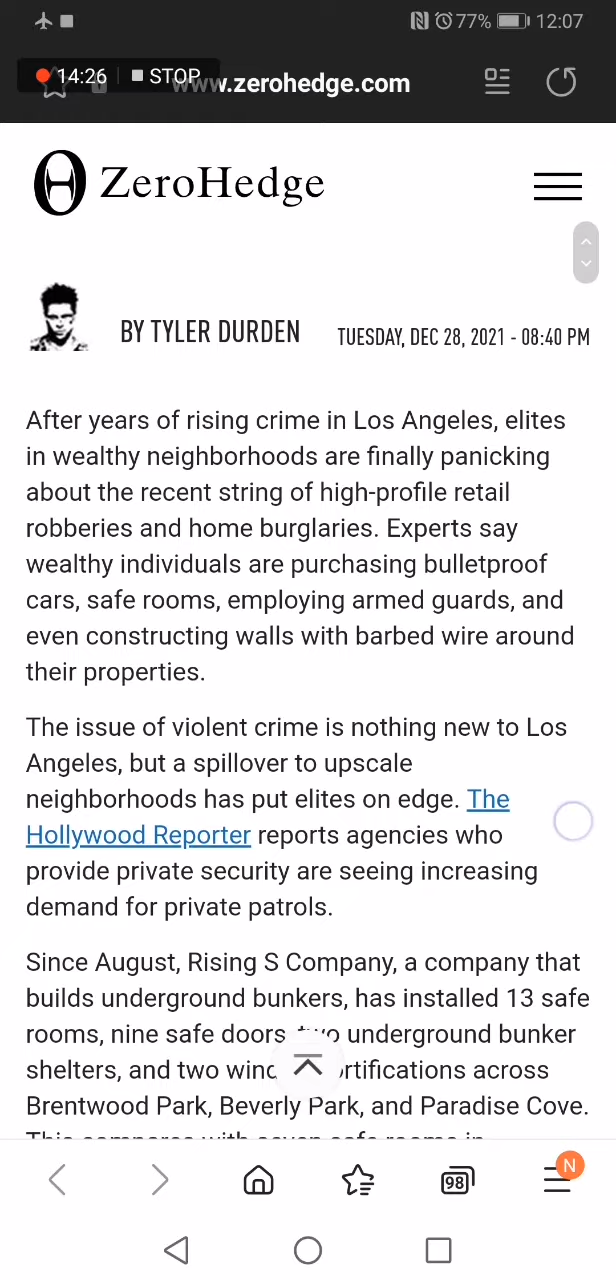 77% 12:07
14:26 STOP www.zerohedge.com
ZeroHedge
BY TYLER DURDEN TUESDAY, DEC 28, 2021 - 08:40 PM
After years of rising crime in Los Angeles, elites
in wealthy neighborhoods are finally panicking
about the recent string of high-profile retail
robberies and home burglaries. Experts say
wealthy individuals are purchasing bulletproof
cars, safe rooms, employing armed guards, and
even constructing walls with barbed wire around
their properties.
The issue of violent crime is nothing new to Los
Angeles, but a spillover to upscale
neighborhoods has put elites on edge. The
Hollywood Reporter reports agencies who
provide private security are seeing increasing
demand for private patrols.
Since August, Rising S Company, a company that
builds underground bunkers, has installed 13 safe
rooms, nine safe doors, two underground bunker
shelters, and two across
Brentwood Park, Beverly Park, and Paradise Cove.
98 N